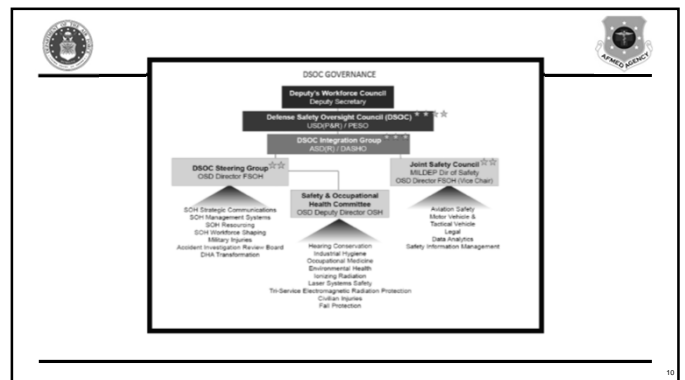 DEPARTMENT OF THE AIR FORCE
AFMED AGENCY
DSOC GOVERNANCE
Deputy's Workforce Council
Deputy Secretary
Defense Safety Oversight Council (DSOC)
USD(P&R) / PESO
DSOC Integration Group
ASD(R) / DASHO
DSOC Steering Group
OSD Director FSOH
SOH Strategic Communications
SOH Management Systems
SOH Resourcing
SOH Workforce Shaping
Military Injuries
Accident Investigation Review Board
DHA Transformation
Safety & Occupational
Health Committee
OSD Deputy Director OSH
Hearing Conservation
Industrial Hygiene
Occupational Medicine
Environmental Health
Ionizing Radiation
Laser Systems Safety
Tri-Service Electromagnetic Radiation Protection
Civilian Injuries
Fall Protection
Joint Safety Council
MILDEP Dir of Safety
OSD Director FSOH (Vice Chair)
Aviation Safety
Motor Vehicle &
Tactical Vehicle
Legal
Data Analytics
Safety Information Management
10